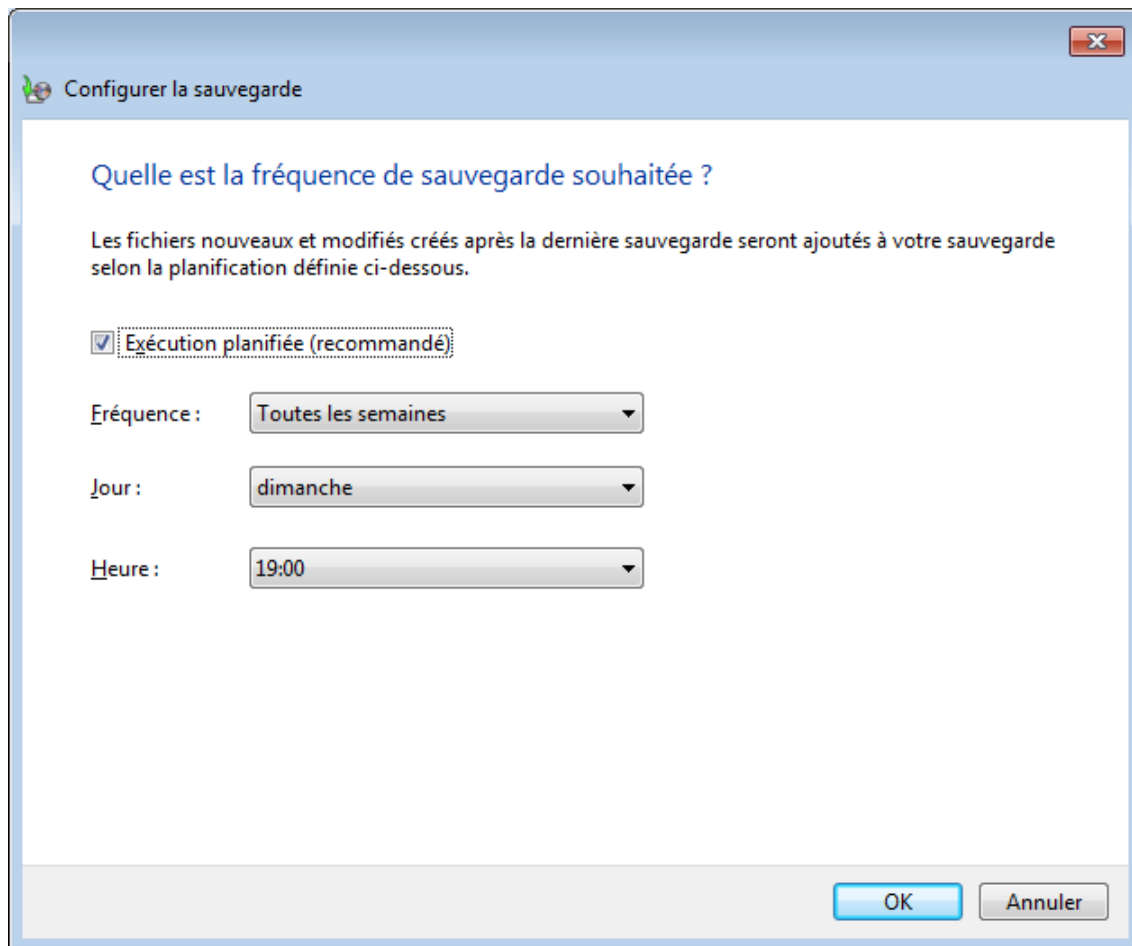 Configurer la sauvegarde
Quelle est la fréquence de sauvegarde souhaitée ?
Les fichiers nouveaux et modifiés créés après la dernière sauvegarde seront ajoutés à votre sauvegarde
selon la planification définie ci-dessous.
Exécution planifiée (recommandé)
Fréquence : Toutes les semaines
Jour : dimanche
Heure : 19:00
OK Annuler